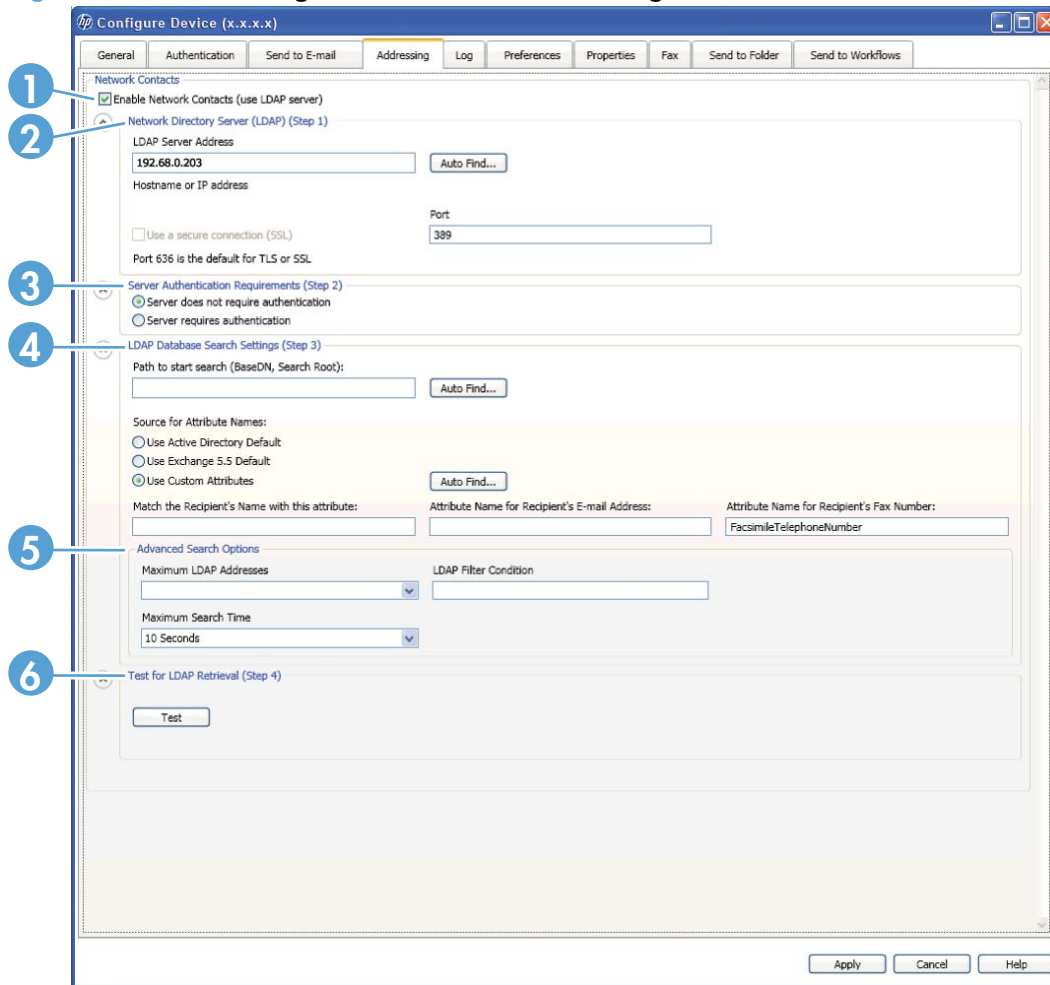 hp Configure Device (x.x.x.x)
General Authentication Send to E-mail Addressing Log Preferences Properties Fax Send to Folder Send to Workflows
Network Contacts
1
Enable Network Contacts (use LDAP server)
2
Network Directory Server (LDAP) (Step 1)
LDAP Server Address
192.68.0.203 Auto Find...
Hostname or IP address
Port
Use a secure connection (SSL) 389
Port 636 is the default for TLS or SSL
3
Server Authentication Requirements (Step 2)
Server does not require authentication
Server requires authentication
4
LDAP Database Search Settings (Step 3)
Path to start search (BaseDN, Search Root):
Auto Find...
Source for Attribute Names:
Use Active Directory Default
Use Exchange 5.5 Default
Use Custom Attributes Auto Find...
Match the Recipient's Name with this attribute: Attribute Name for Recipient's E-mail Address: Attribute Name for Recipient's Fax Number:
FacsimileTelephoneNumber
5
Advanced Search Options
Maximum LDAP Addresses LDAP Filter Condition
Maximum Search Time
10 Seconds
6
Test for LDAP Retrieval (Step 4)
Test
Apply Cancel Help